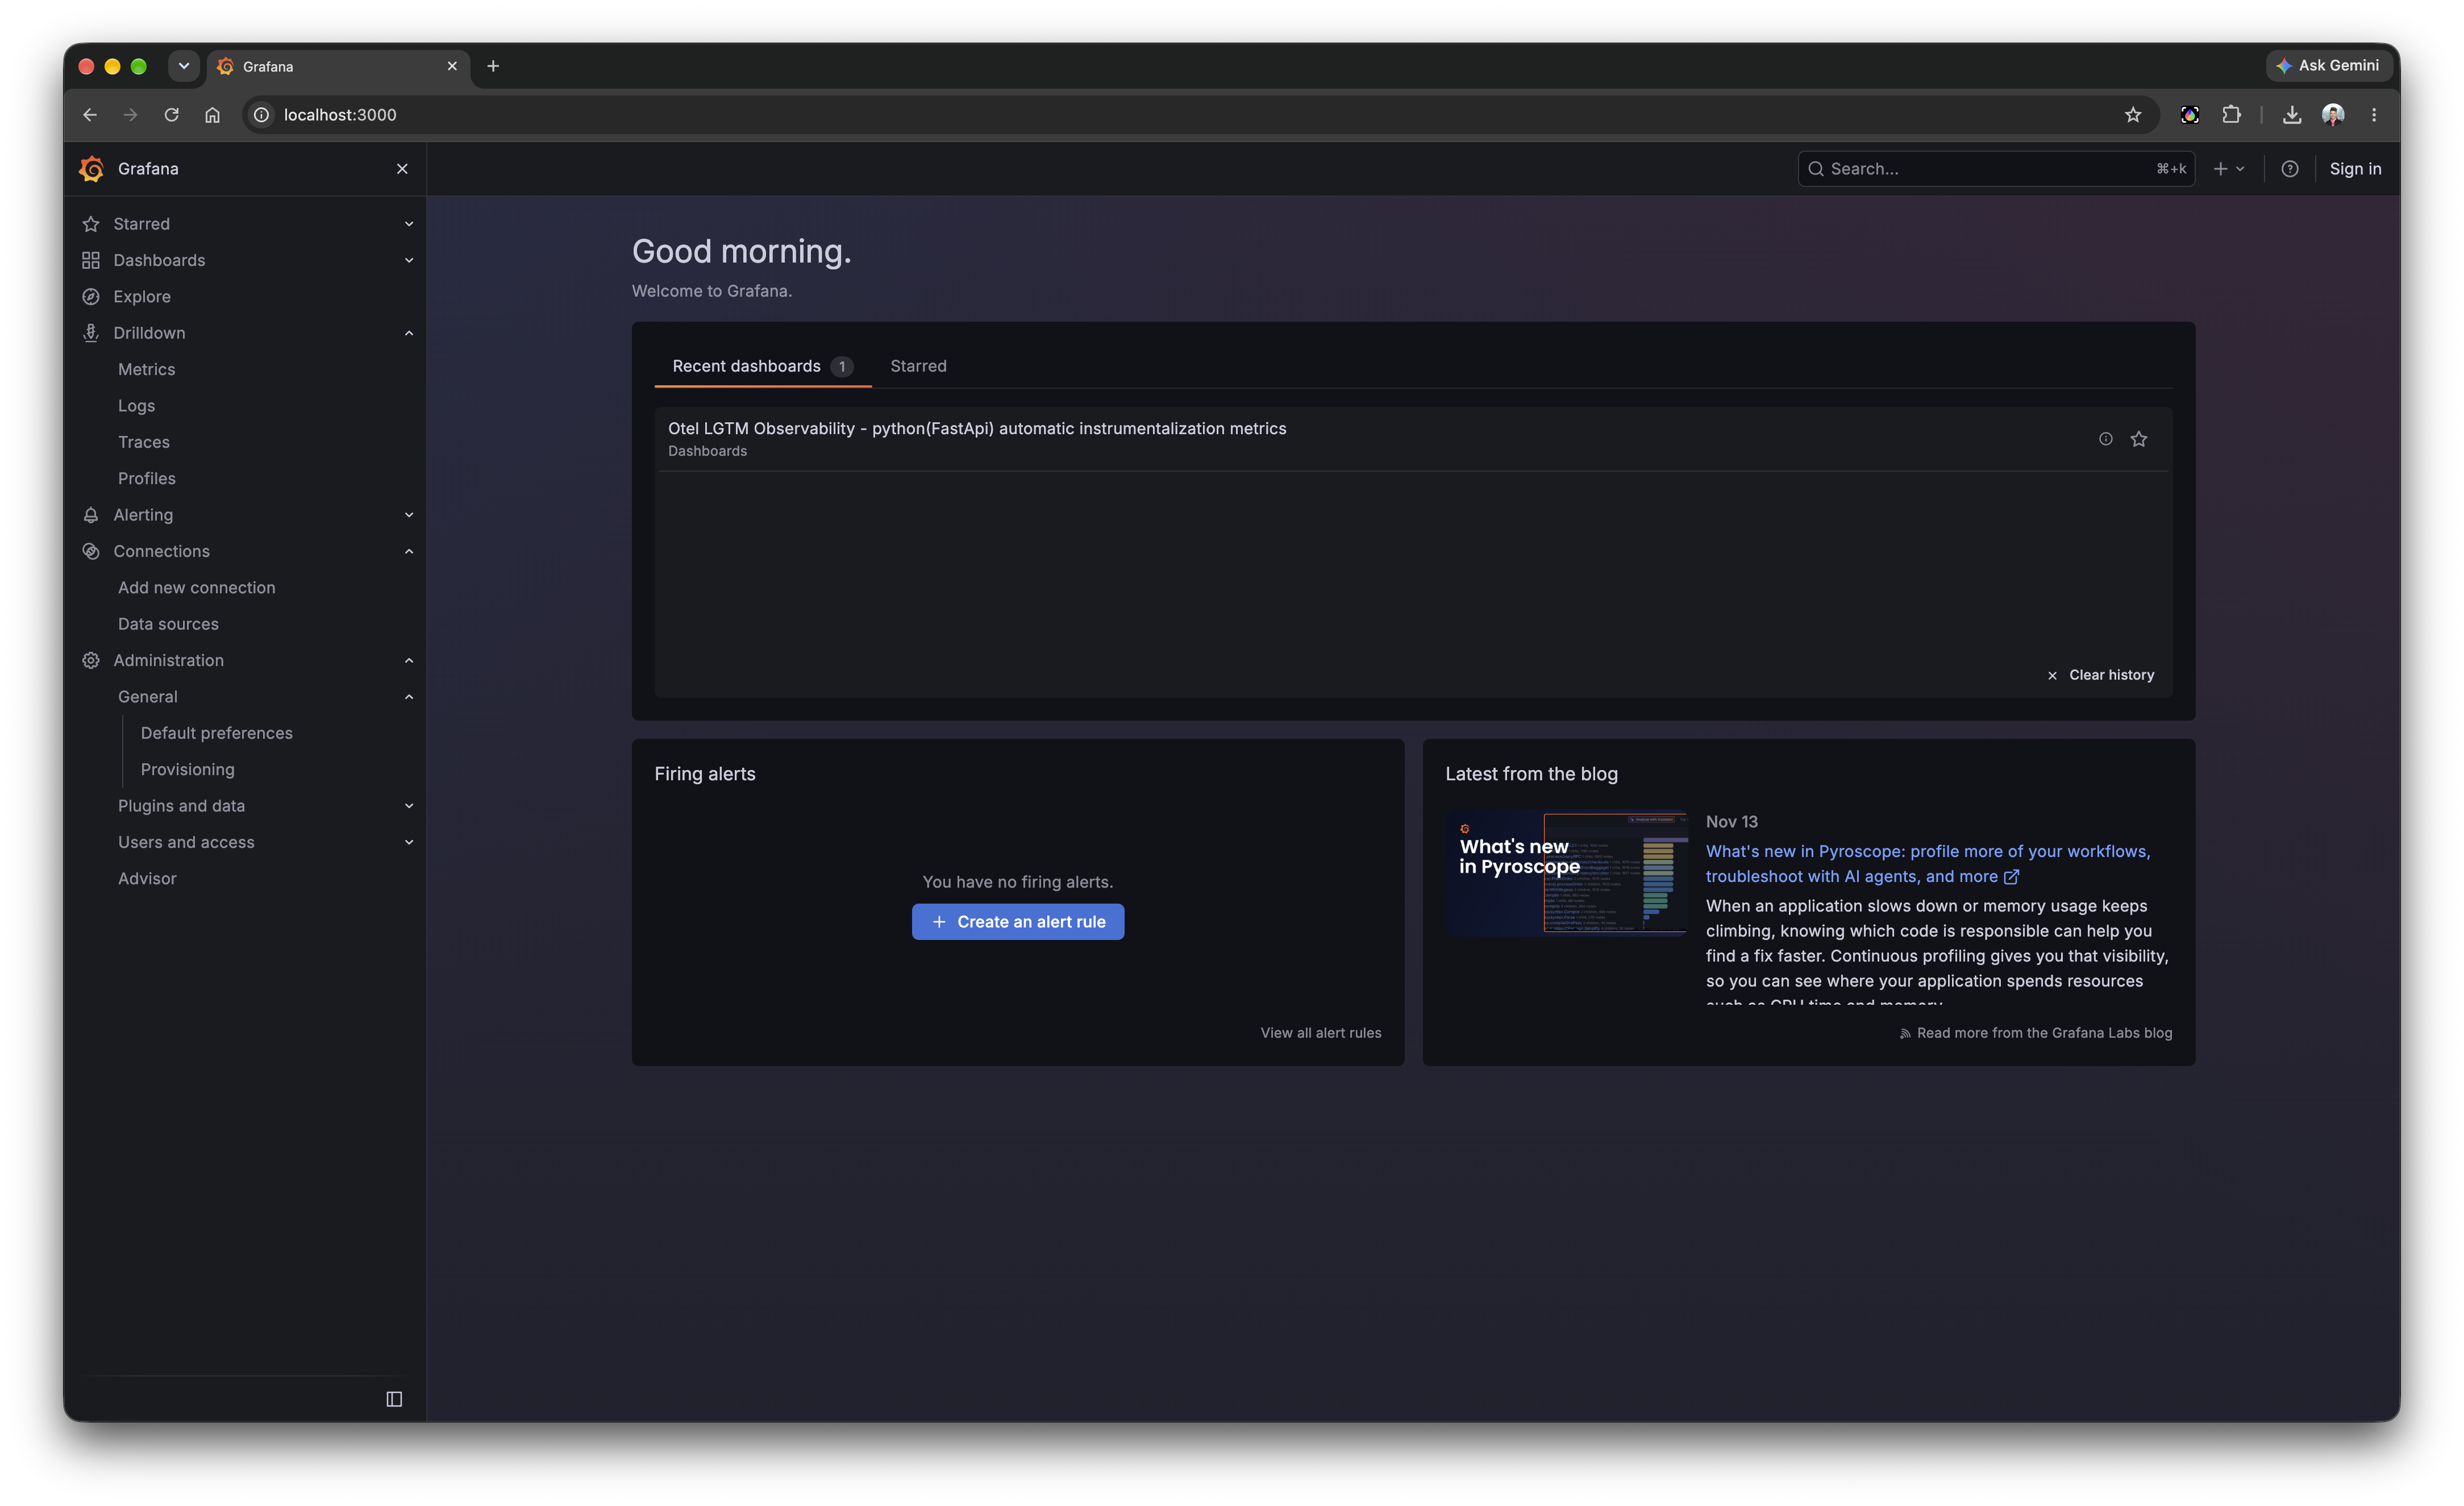 Grafana
Ask Gemini
localhost:3000
Grafana
Search...
⌘+k
Sign in
Starred
Dashboards
Explore
Drilldown
Metrics
Logs
Traces
Profiles
Alerting
Connections
Add new connection
Data sources
Administration
General
Default preferences
Provisioning
Plugins and data
Users and access
Advisor
Good morning.
Welcome to Grafana.
Recent dashboards 1
Starred
Otel LGTM Observability - python(FastApi) automatic instrumentalization metrics
Dashboards
Clear history
Firing alerts
You have no firing alerts.
Create an alert rule
View all alert rules
Latest from the blog
What's new
in Pyroscope
Nov 13
What's new in Pyroscope: profile more of your workflows,
troubleshoot with AI agents, and more
When an application slows down or memory usage keeps
climbing, knowing which code is responsible can help you
find a fix faster. Continuous profiling gives you that visibility,
so you can see where your application spends resources
such as CPU time and memory
Read more from the Grafana Labs blog